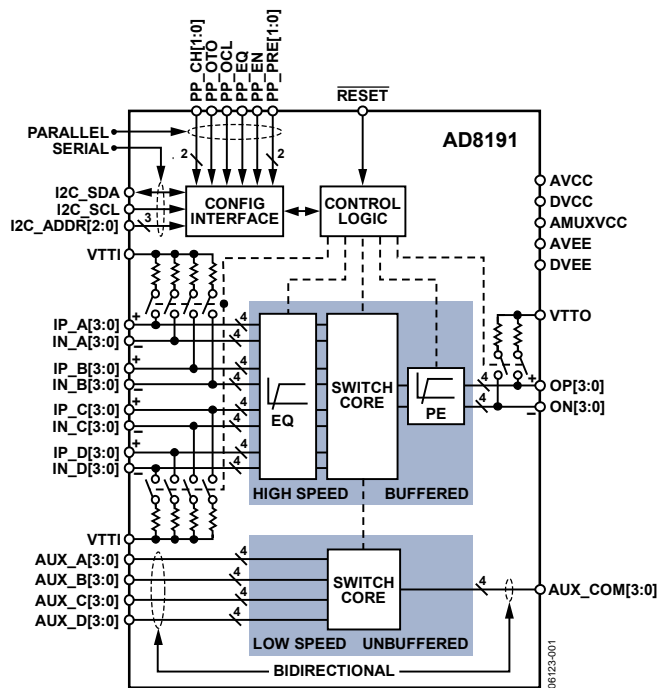 PP_CH[1:0]
PP_OTO
PP_OCL
PP_EQ
PP_EN
PP_PRE[1:0]
RESET
AD8191
PARALLEL
SERIAL
2
2
I2C_SDA
I2C_SCL
I2C_ADDR[2:0]
3
CONFIG
INTERFACE
CONTROL
LOGIC
AVCC
DVCC
AMUXVCC
AVEE
DVEE
VTTI
VTTO
+
IP_A[3:0]
4
IN_A[3:0]
–
4
+
IP_B[3:0]
4
IN_B[3:0]
–
4
+
IP_C[3:0]
4
IN_C[3:0]
–
4
+
IP_D[3:0]
4
IN_D[3:0]
–
4
EQ
SWITCH
CORE
PE
4
+
OP[3:0]
4
–
ON[3:0]
HIGH SPEED
BUFFERED
VTTI
AUX_A[3:0]
4
AUX_B[3:0]
4
AUX_C[3:0]
4
AUX_D[3:0]
4
SWITCH
CORE
4
AUX_COM[3:0]
LOW SPEED
UNBUFFERED
BIDIRECTIONAL
06123-001